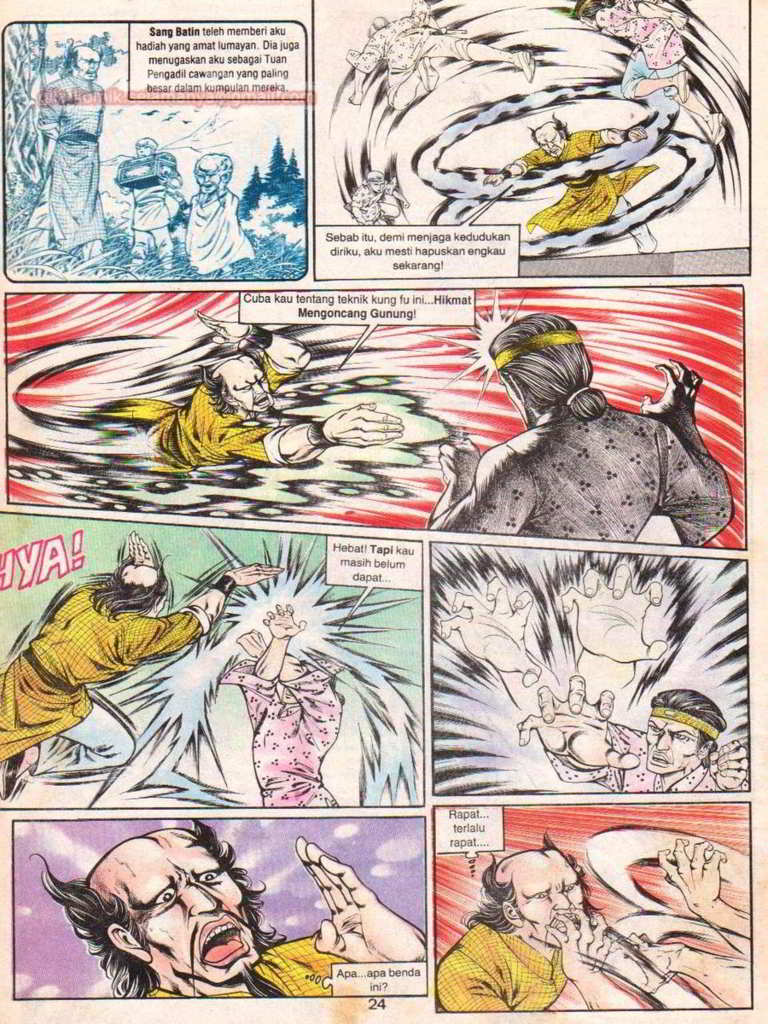 Sang Batin teleh memberi aku
hadiah yang amat lumayan. Dia juga
menugaskan aku sebagai Tuan
Pengadil cawangan yang paling
besar dalam kumpulan mereka.
Sebab itu, demi menjaga kedudukan
diriku, aku mesti hapuskan engkau
sekarang!
Cuba kau tentang teknik kung fu ini...Hikmat
Mengoncang Gunung!
HYA!
Hebat! Tapi kau
masih belum
dapat...
Apa...apa benda
ini?
Rapat...
terlalu
rapat....
24